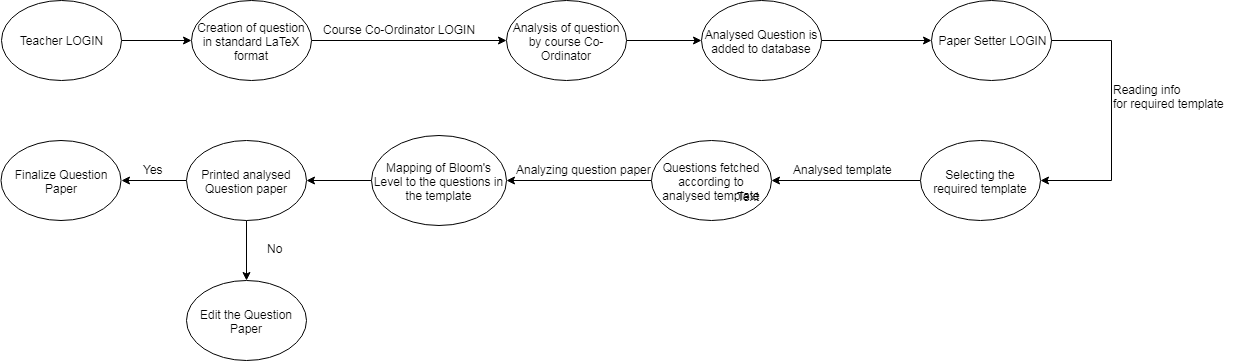 Teacher LOGIN
Creation of question
in standard LaTeX
format
Course Co-Ordinator LOGIN
Analysis of question
by course Co-
Ordinator
Analysed Question is
added to database
Paper Setter LOGIN
Reading info
for required template
Selecting the
required template
Analysed template
Questions fetched
according to
analysed template
Text
Analyzing question paper
Mapping of Bloom's
Level to the questions in
the template
Printed analysed
Question paper
Yes
Finalize Question
Paper
No
Edit the Question
Paper